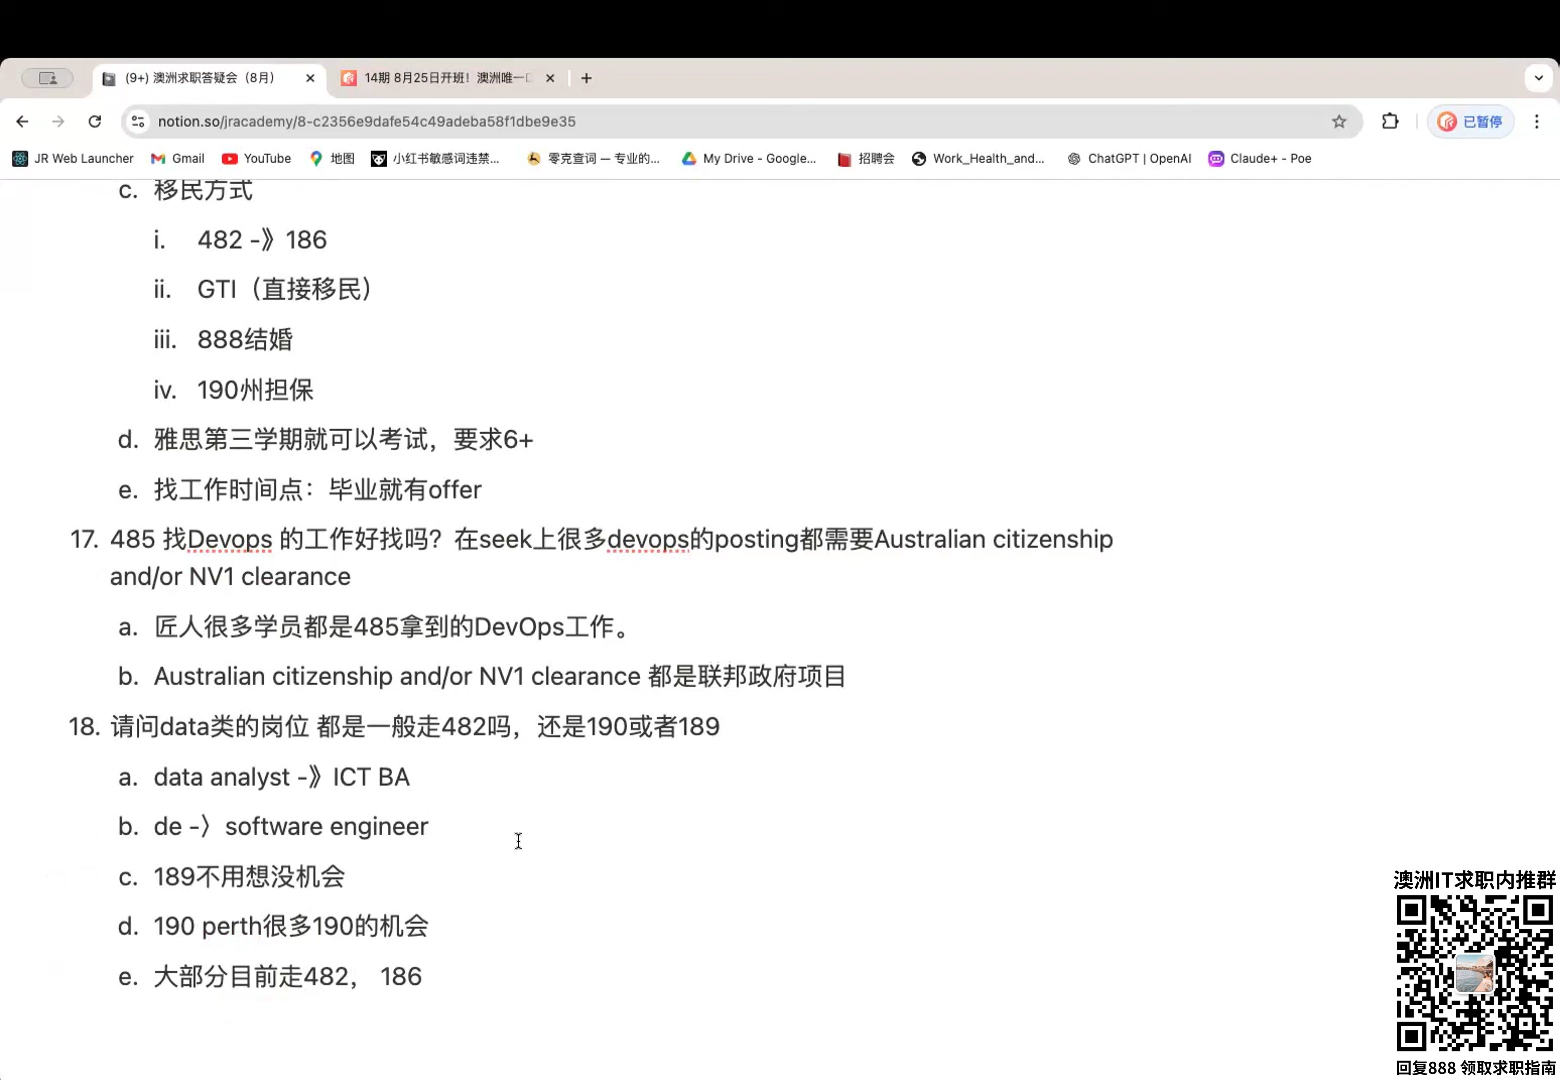 (9+) 澳洲求职答疑会（8月）
14期 8月25日开班！澳洲唯一
notion.so/jracademy/8-c2356e9dafe54c49adeba58f1dbe9e35
已暂停
JR Web Launcher
Gmail
YouTube
地图
小红书敏感词违禁...
零克查词 — 专业的...
My Drive - Google...
招聘会
Work_Health_and...
ChatGPT | OpenAI
Claude+ - Poe
c. 移民方式
i. 482 -》186
ii. GTI（直接移民）
iii. 888结婚
iv. 190州担保
d. 雅思第三学期就可以考试，要求6+
e. 找工作时间点：毕业就有offer
17. 485 找Devops 的工作好找吗？在seek上很多devops的posting都需要Australian citizenship
and/or NV1 clearance
a. 匠人很多学员都是485拿到的DevOps工作。
b. Australian citizenship and/or NV1 clearance 都是联邦政府项目
18. 请问data类的岗位 都是一般走482吗，还是190或者189
a. data analyst -》ICT BA
b. de -〉software engineer
c. 189不用想没机会
d. 190 perth很多190的机会
e. 大部分目前走482， 186
澳洲IT求职内推群
回复888 领取求职指南